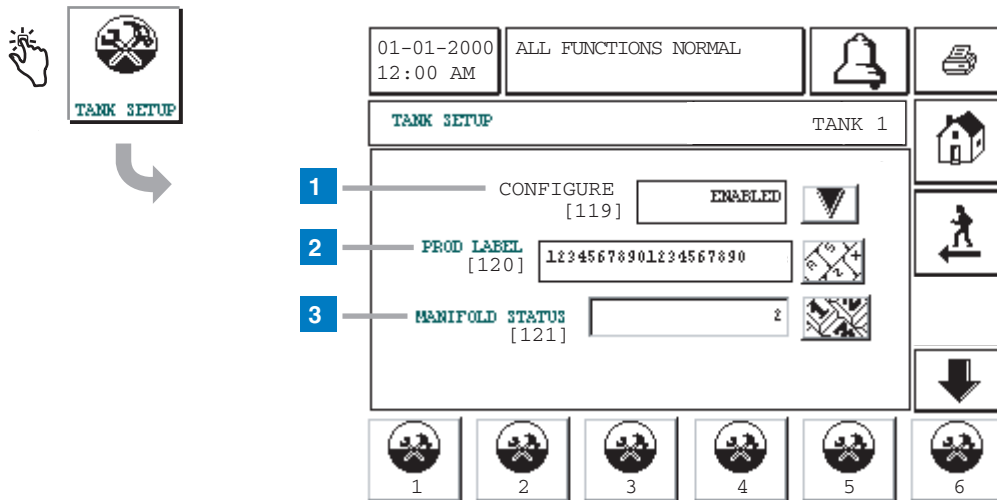 TANK SETUP
01-01-2000
12:00 AM
ALL FUNCTIONS NORMAL
TANK SETUP
TANK 1
1
CONFIGURE
[119]
ENABLED
2
PROD LABEL
[120]
12345678901234567890
3
MANIFOLD STATUS
[121]
2
1 2 3 4 5 6